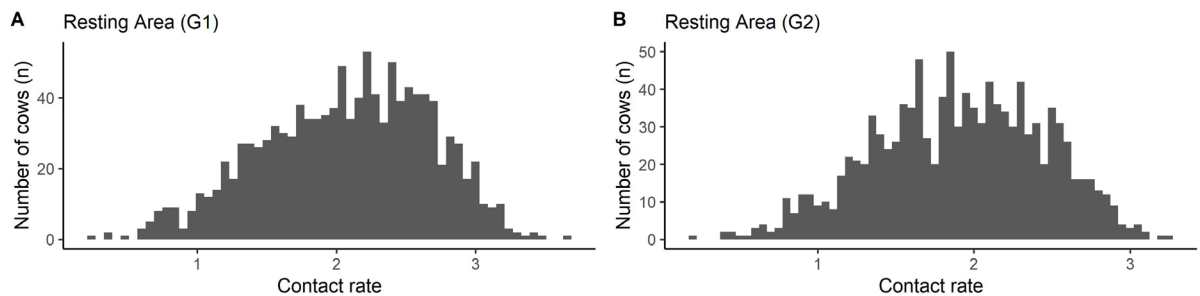 A
Resting Area (G1)
Number of cows (n)
40
20
0
1 2 3
Contact rate
B
Resting Area (G2)
Number of cows (n)
50
40
30
20
10
0
1 2 3
Contact rate